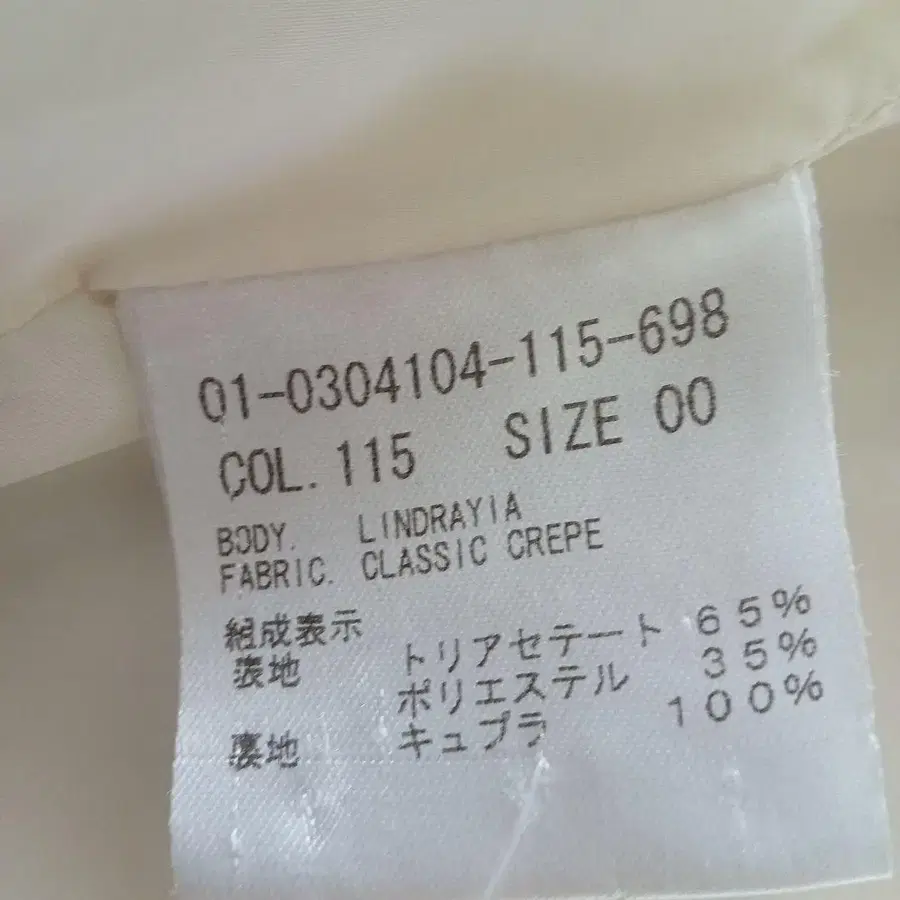 01-0304104-115-698
COL. 115 SIZE 00
BODY. LINDRAYIA
FABRIC. CLASSIC CREPE
組成表示
表地 トリアセテート 65%
ポリエステル 35%
裏地 キュプラ 100%